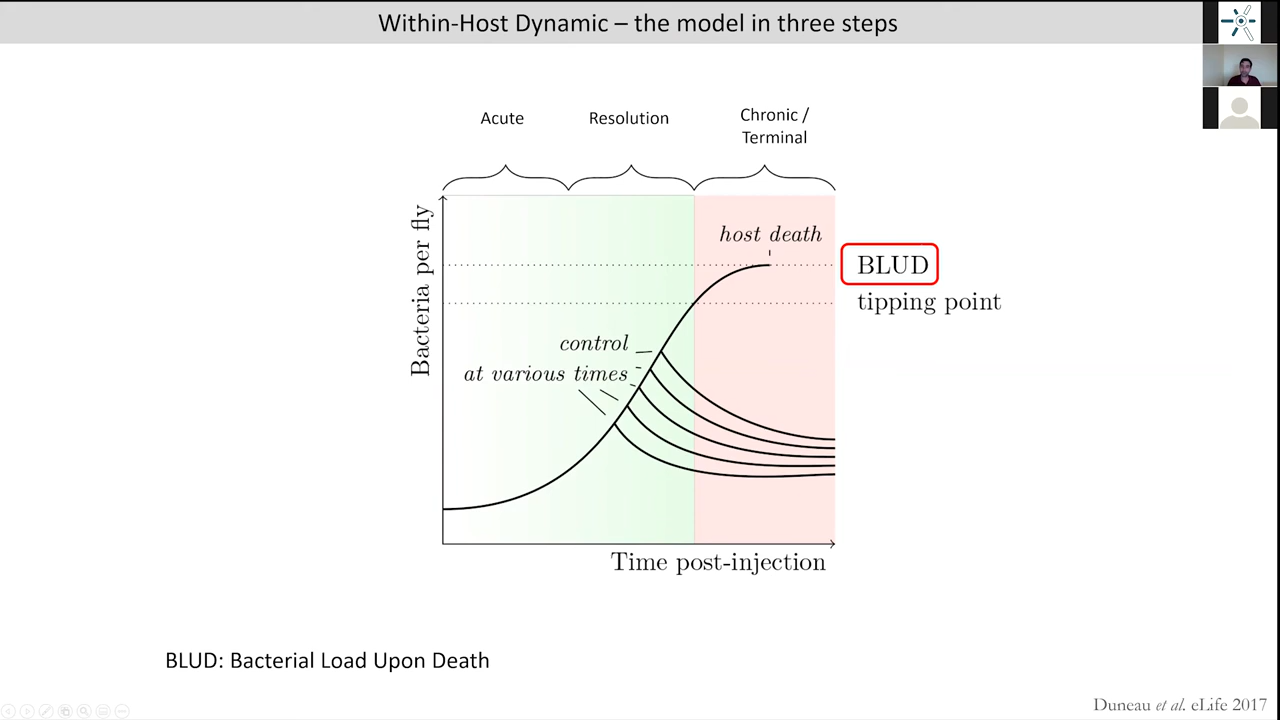 Within-Host Dynamic – the model in three steps
Acute
Resolution
Chronic /
Terminal
Bacteria per fly
host death
BLUD
tipping point
control
at various times
Time post-injection
BLUD: Bacterial Load Upon Death
Duneau et al. eLife 2017